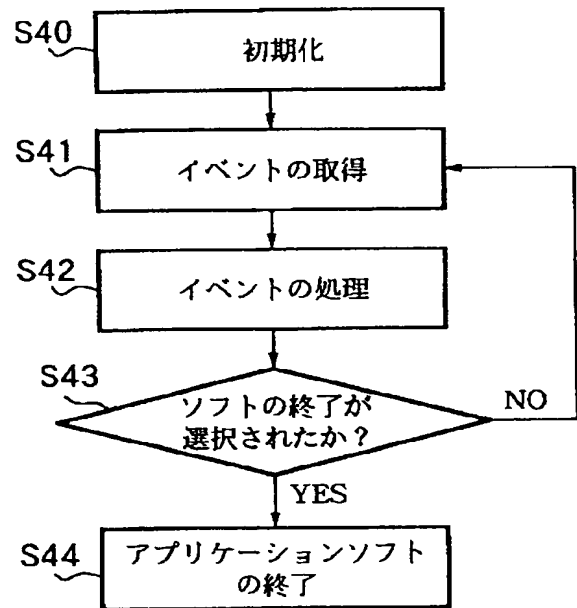 S40
初期化
S41
イベントの取得
S42
イベントの処理
S43
ソフトの終了が
選択されたか?
NO
YES
S44
アプリケーションソフト
の終了